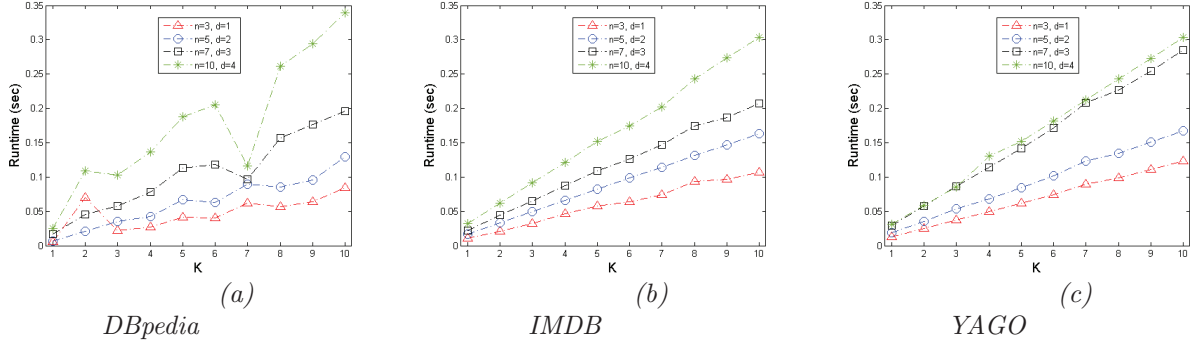 0.35
0.3
0.25
0.2
0.15
0.1
0.05
0
Runtime (sec)
n=3, d=1
n=5, d=2
n=7, d=3
n=10, d=4
1 2 3 4 5 6 7 8 9 10
K
(a)
DBpedia
0.35
0.3
0.25
0.2
0.15
0.1
0.05
0
Runtime (sec)
n=3, d=1
n=5, d=2
n=7, d=3
n=10, d=4
1 2 3 4 5 6 7 8 9 10
K
(b)
IMDB
0.35
0.3
0.25
0.2
0.15
0.1
0.05
0
Runtime (sec)
n=3, d=1
n=5, d=2
n=7, d=3
n=10, d=4
1 2 3 4 5 6 7 8 9 10
K
(c)
YAGO